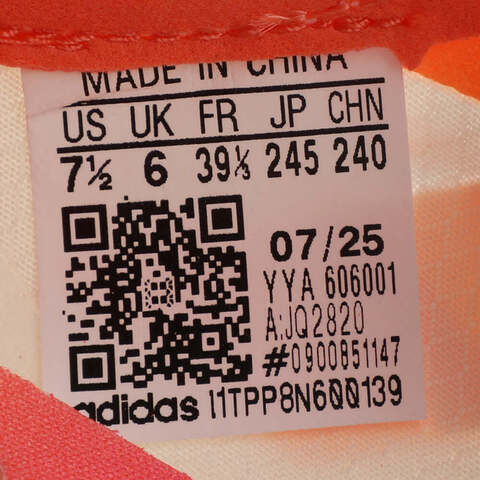 MADE IN CHINA
US UK FR JP CHN
7½ 6 39⅓ 245 240
07/25
YYA 606001
A:JQ2820
#0900851147
adidas I1TPP8N600139